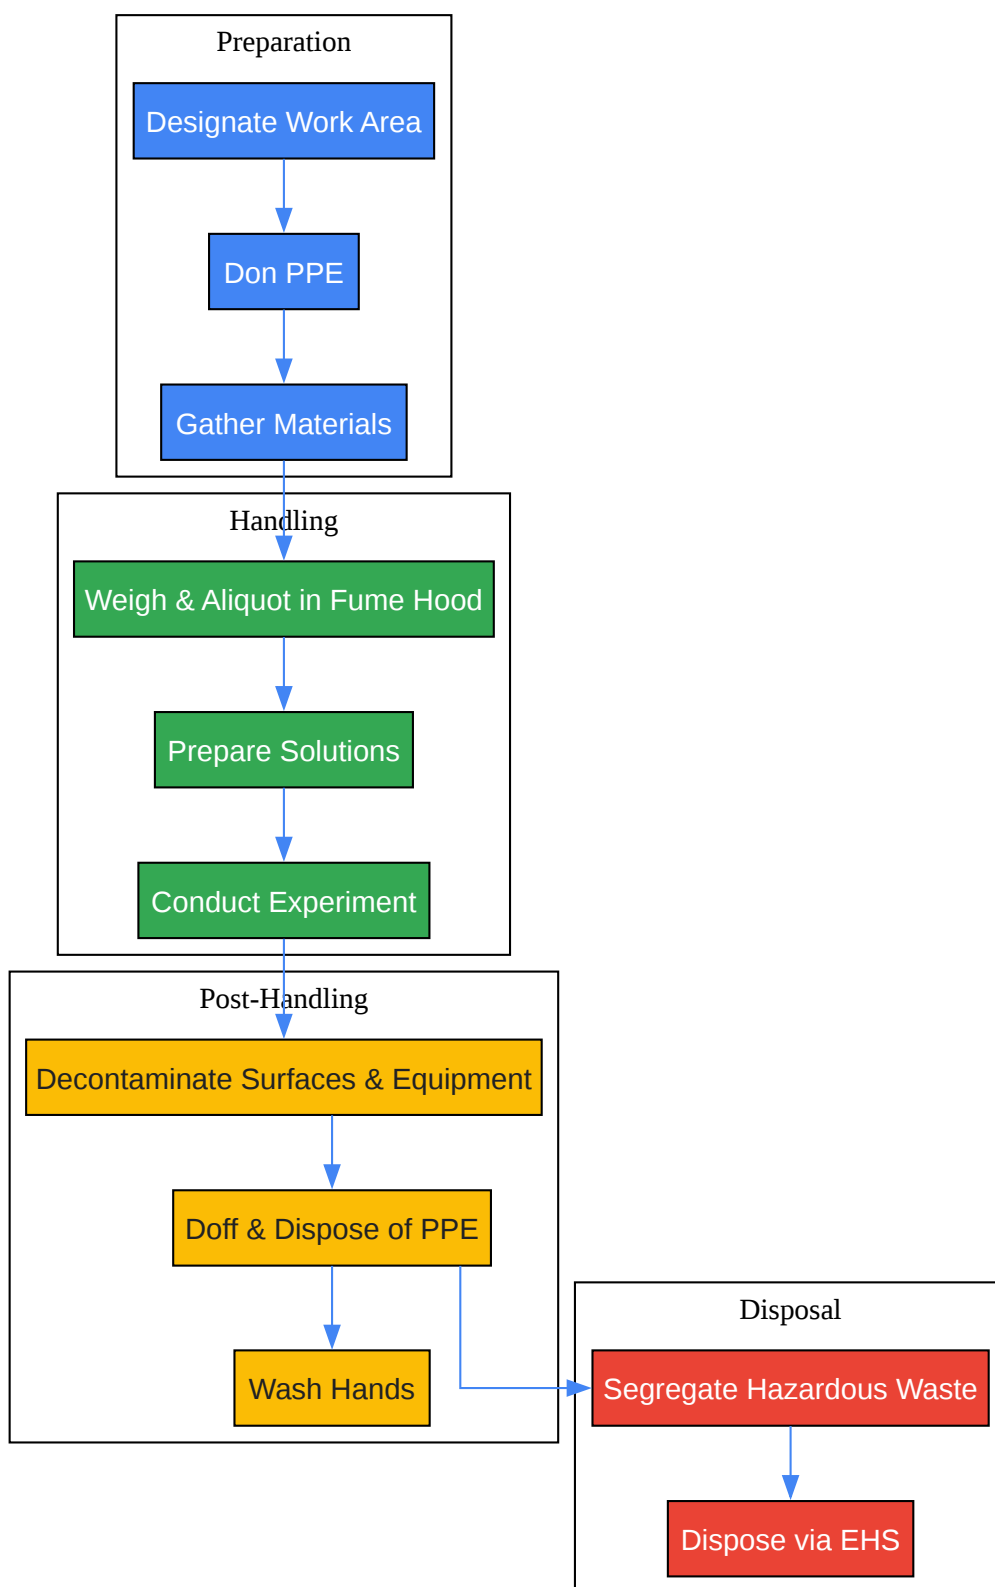 Preparation
Designate Work Area
Don PPE
Gather Materials
Handling
Weigh & Aliquot in Fume Hood
Prepare Solutions
Conduct Experiment
Post-Handling
Decontaminate Surfaces & Equipment
Doff & Dispose of PPE
Wash Hands
Disposal
Segregate Hazardous Waste
Dispose via EHS